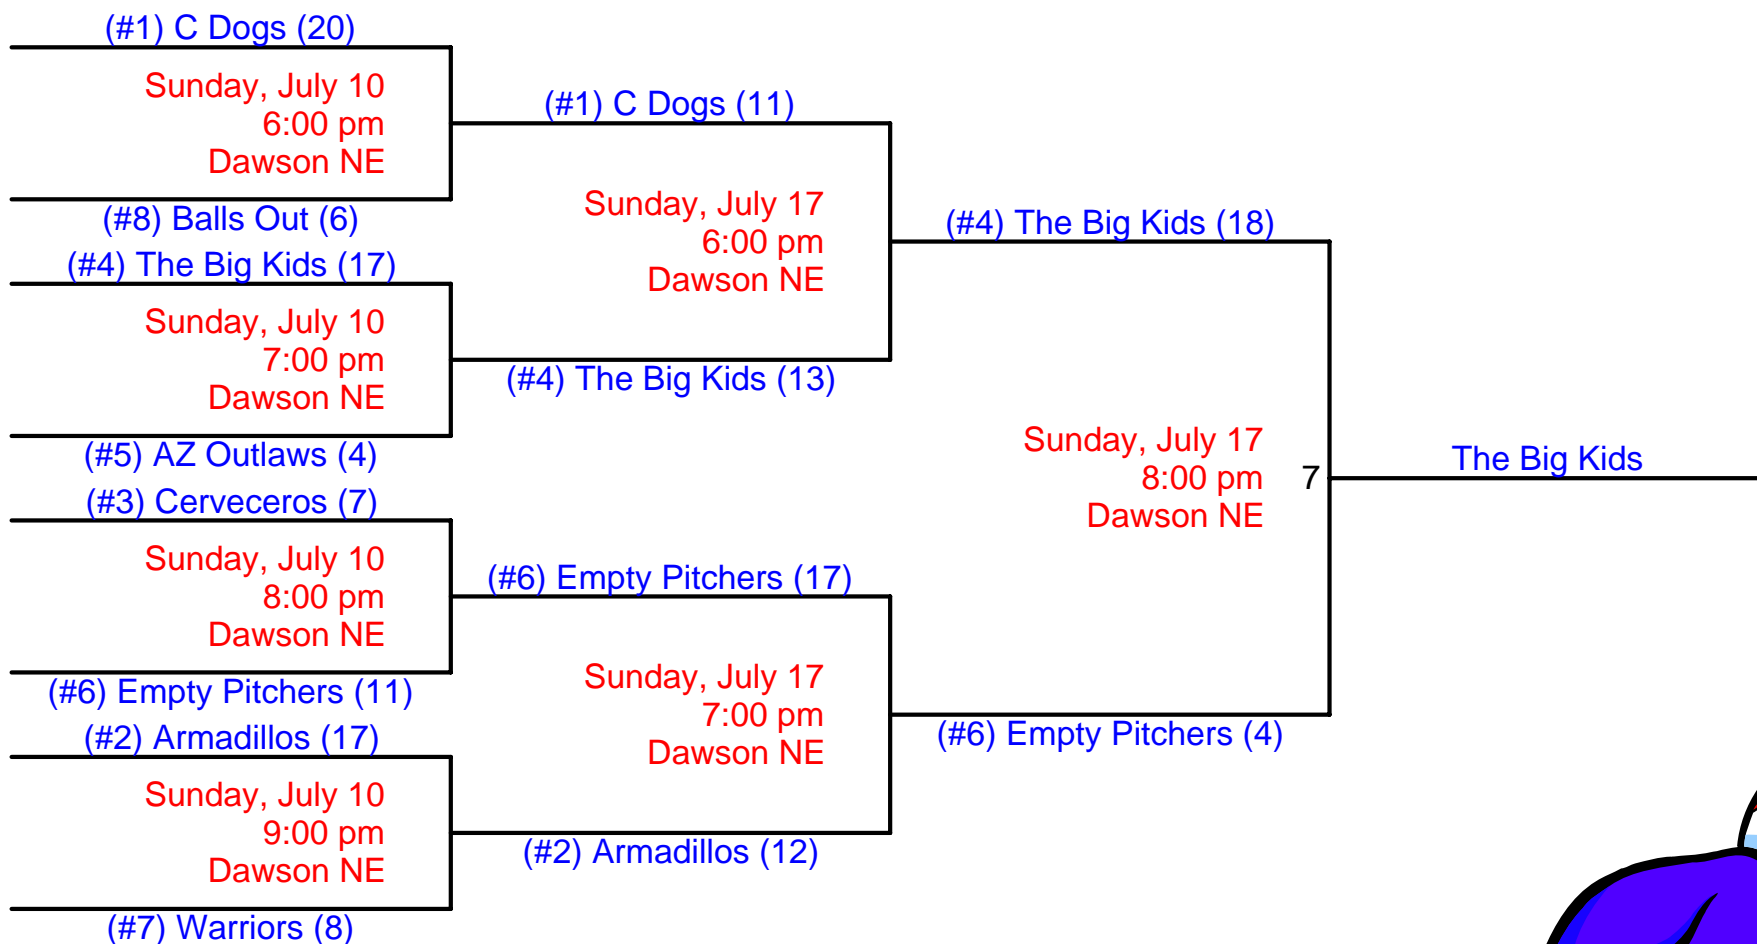 (#1) C Dogs (20)
Sunday, July 10
6:00 pm
Dawson NE
(#8) Balls Out (6)
(#4) The Big Kids (17)
Sunday, July 10
7:00 pm
Dawson NE
(#5) AZ Outlaws (4)
(#3) Cerveceros (7)
Sunday, July 10
8:00 pm
Dawson NE
(#6) Empty Pitchers (11)
(#2) Armadillos (17)
Sunday, July 10
9:00 pm
Dawson NE
(#7) Warriors (8)
(#1) C Dogs (11)
Sunday, July 17
6:00 pm
Dawson NE
(#4) The Big Kids (13)
(#6) Empty Pitchers (17)
Sunday, July 17
7:00 pm
Dawson NE
(#2) Armadillos (12)
(#4) The Big Kids (18)
Sunday, July 17
8:00 pm 7
Dawson NE
(#6) Empty Pitchers (4)
The Big Kids